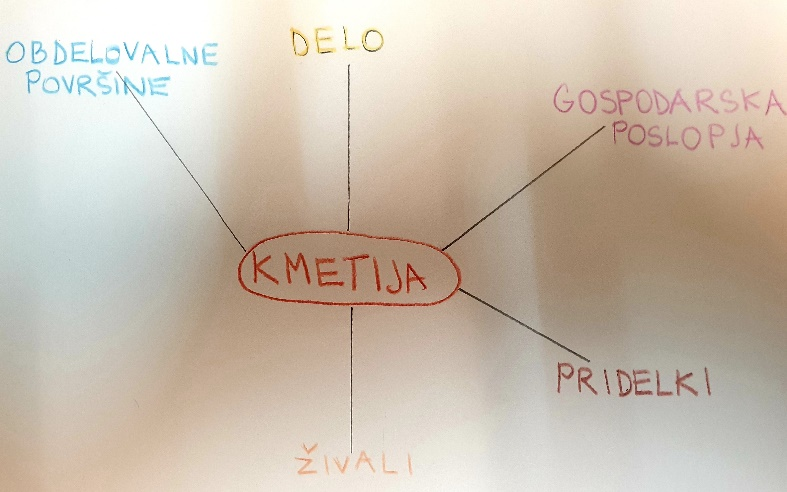 OBDELOVALNE
POVRŠINE
DELO
GOSPODARSKA
POSLOPJA
KMETIJA
PRIDELKI
ŽIVALI